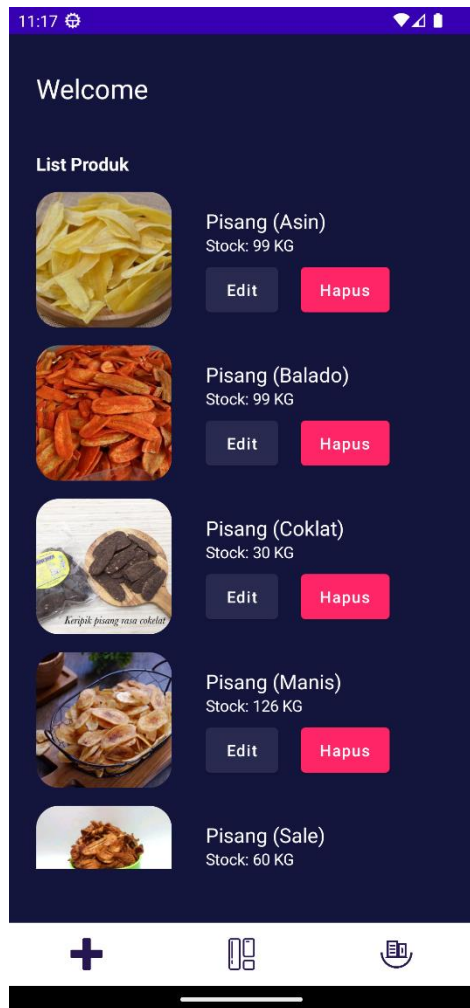 11:17
Welcome
List Produk
Pisang (Asin)
Stock: 99 KG
Edit Hapus
Pisang (Balado)
Stock: 99 KG
Edit Hapus
Pisang (Coklat)
Stock: 30 KG
Edit Hapus
Keripik pisang rasa cokelat
Pisang (Manis)
Stock: 126 KG
Edit Hapus
Pisang (Sale)
Stock: 60 KG